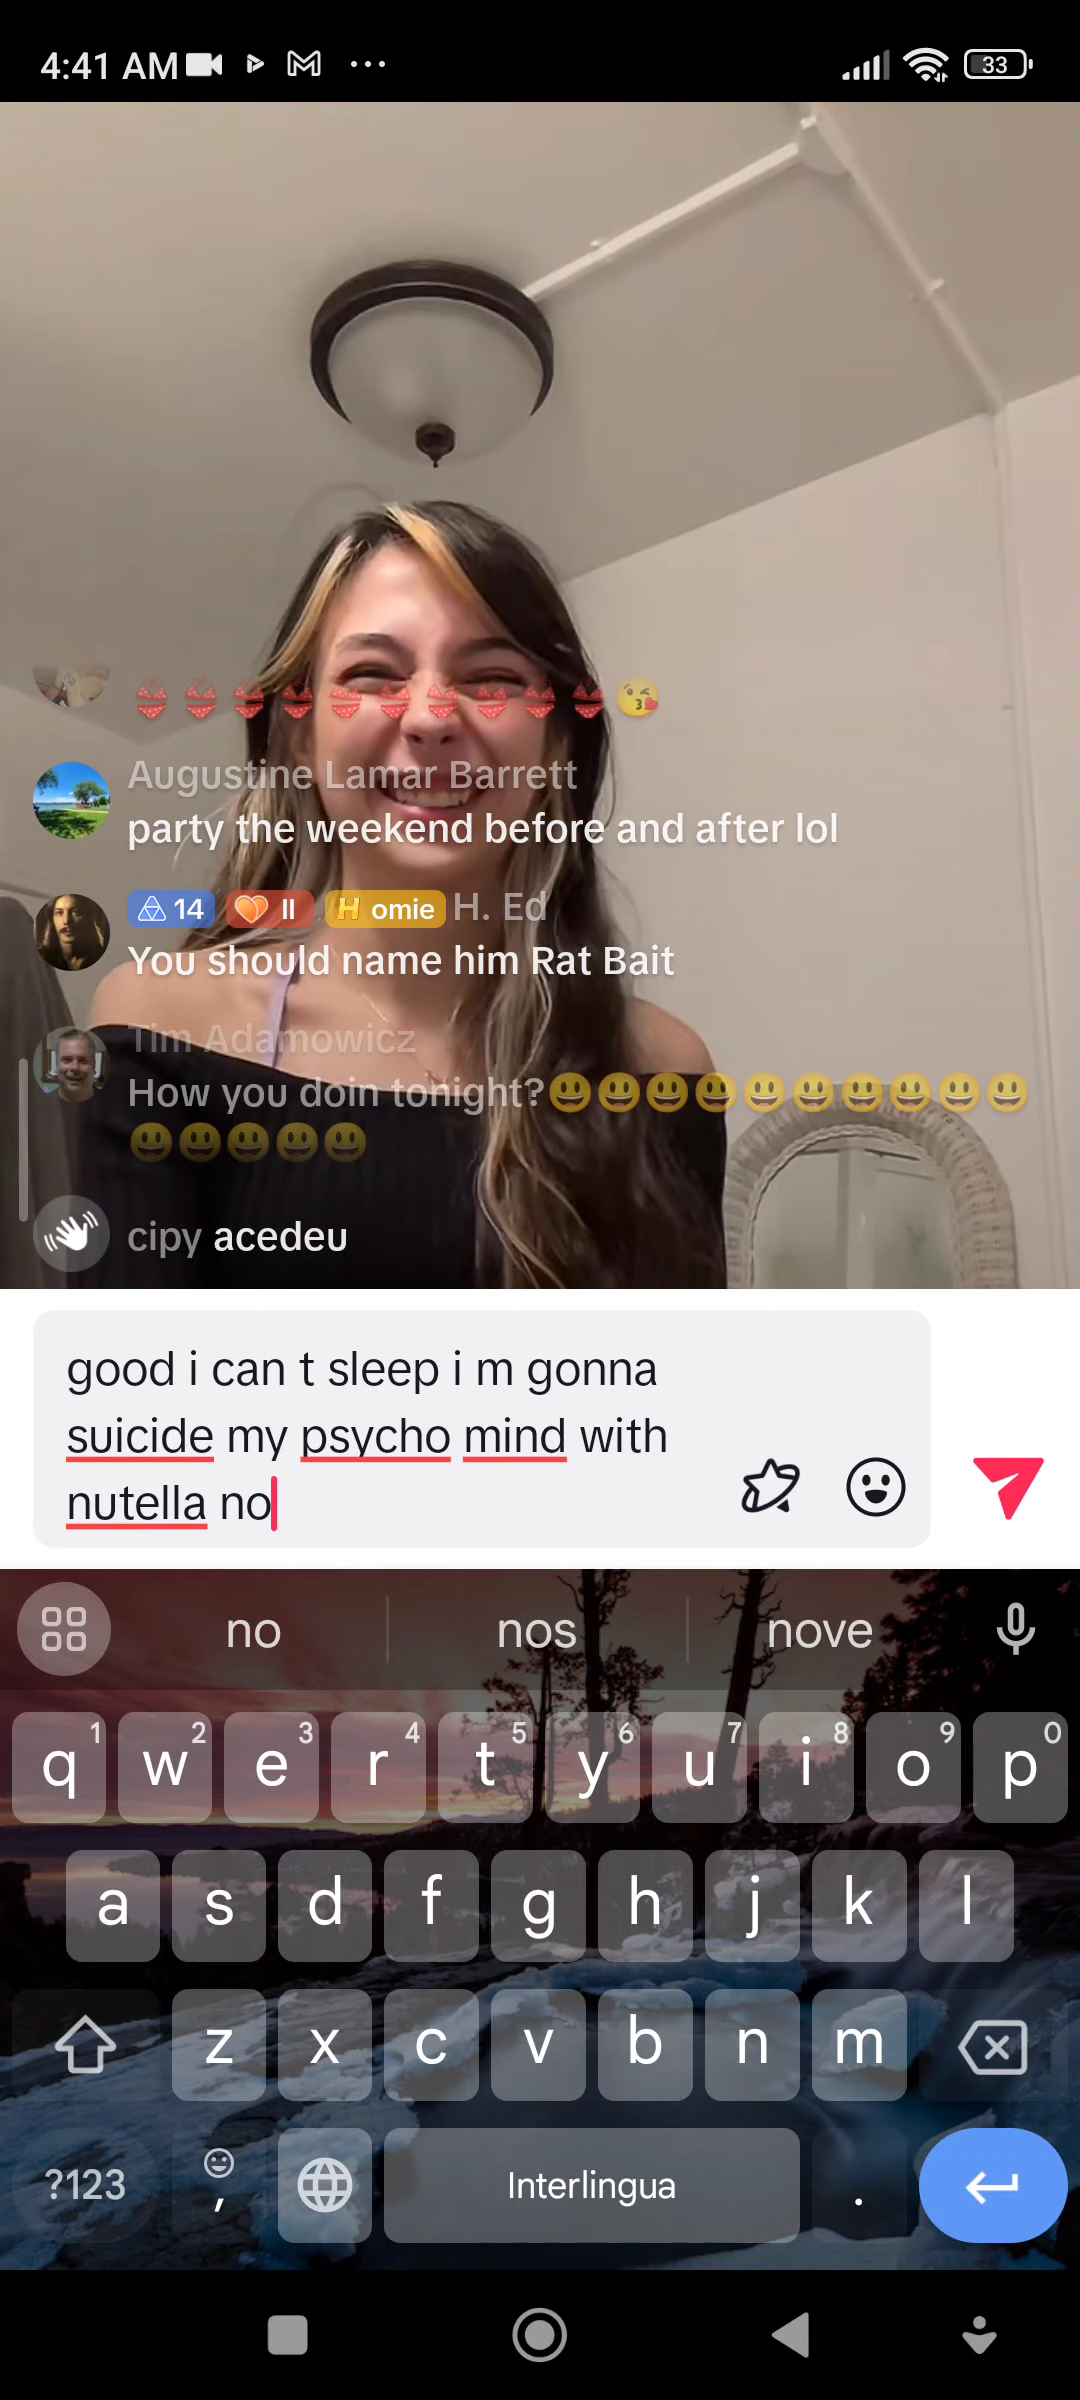 4:41 AM
33
Augustine Lamar Barrett
party the weekend before and after lol
14 II H omie H. Ed
You should name him Rat Bait
Tim Adamowicz
How you doin tonight?😃😃😃😃😃😃😃😃😃😃
😃😃😃😃😃
cipy acedeu
good i can t sleep i m gonna
suicide my psycho mind with
nutella no
no nos nove
q 1 w 2 e 3 r 4 t 5 y 6 u 7 i 8 o 9 p 0
a s d f g h j k l
z x c v b n m
?123 , Interlingua .